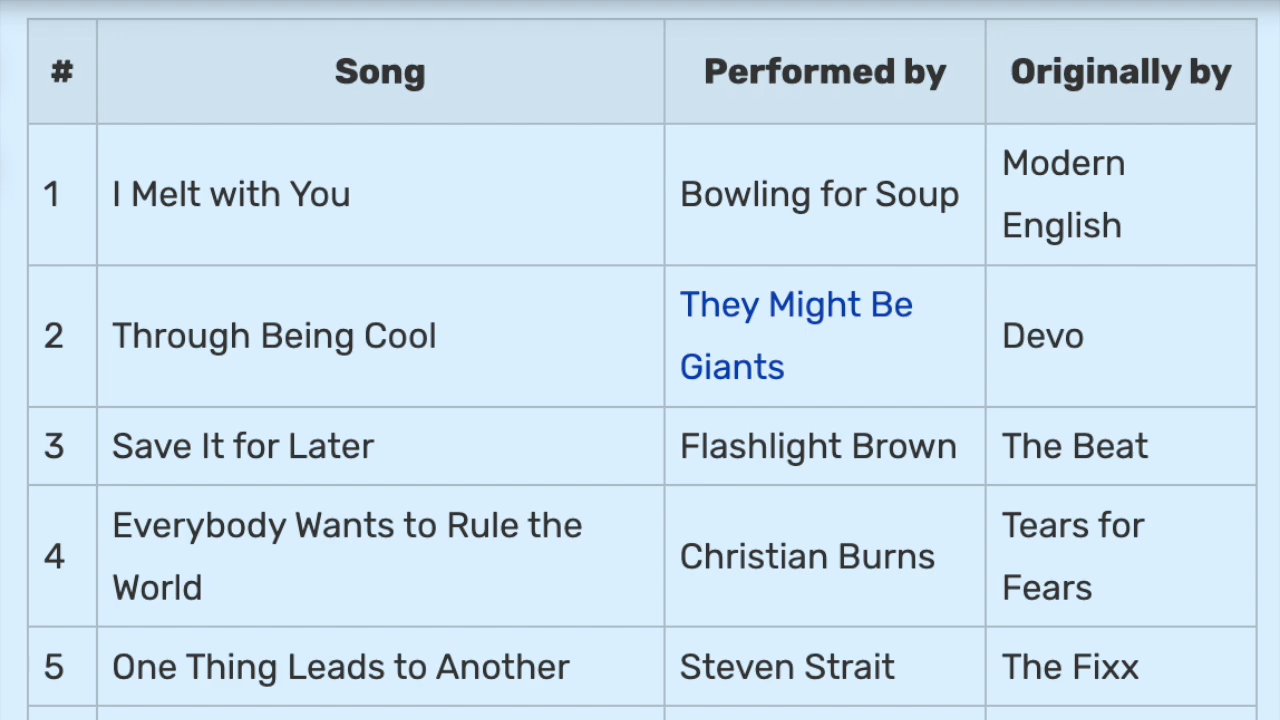 # Song Performed by Originally by
1 I Melt with You Bowling for Soup Modern
English
2 Through Being Cool They Might Be
Giants Devo
3 Save It for Later Flashlight Brown The Beat
4 Everybody Wants to Rule the
World Christian Burns Tears for
Fears
5 One Thing Leads to Another Steven Strait The Fixx